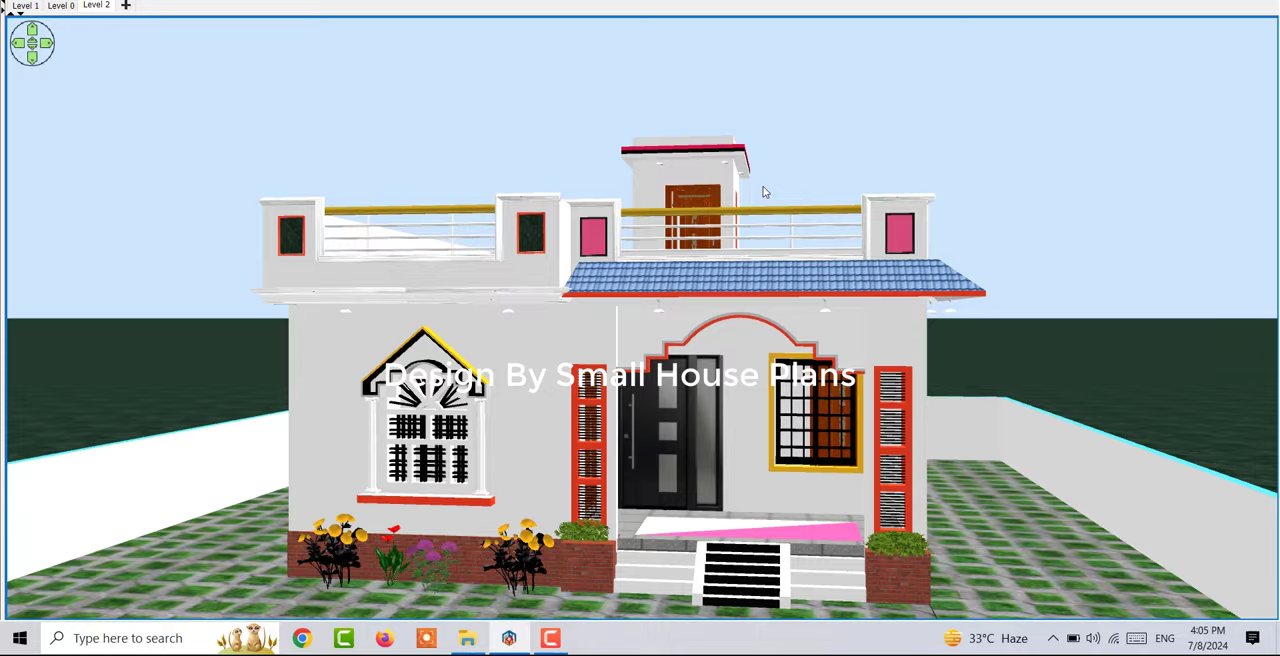 Level 1 Level 0 Level 2
Design By Small House Plans
Type here to search
33°C Haze
ENG
4:05 PM
7/8/2024